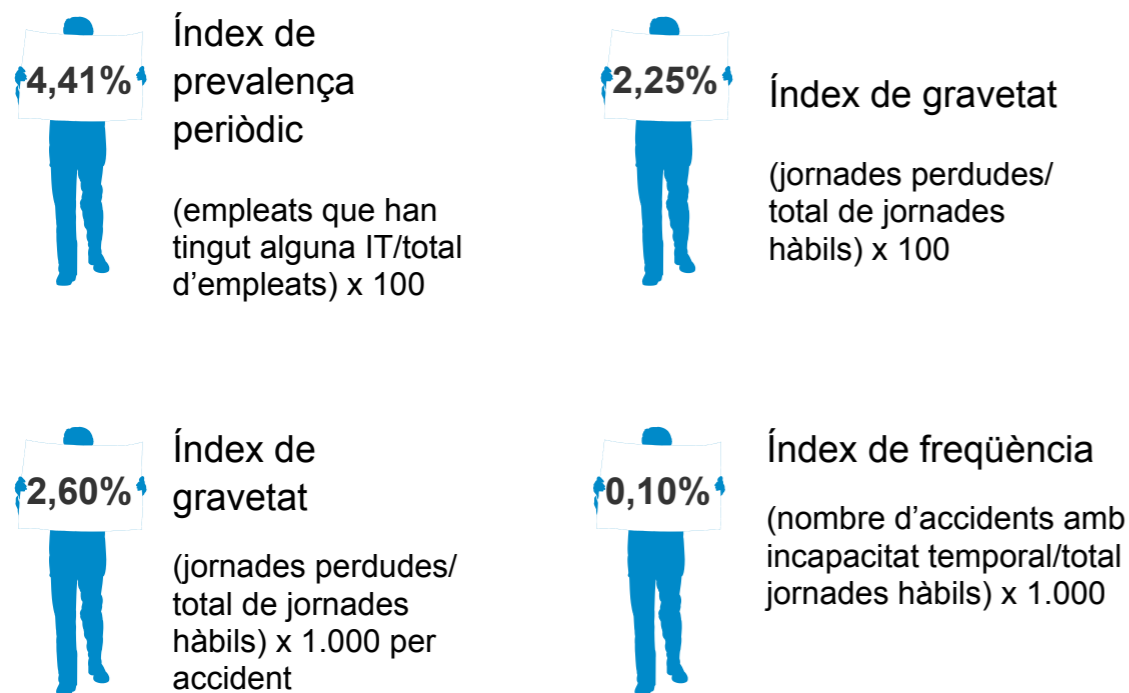 4,41%
Índex de
prevalença
periòdic
(empleats que han
tingut alguna IT/total
d’empleats) x 100
2,25%
Índex de gravetat
(jornades perdudes/
total de jornades
hàbils) x 100
2,60%
Índex de
gravetat
(jornades perdudes/
total de jornades
hàbils) x 1.000 per
accident
0,10%
Índex de freqüència
(nombre d’accidents amb
incapacitat temporal/total
jornades hàbils) x 1.000